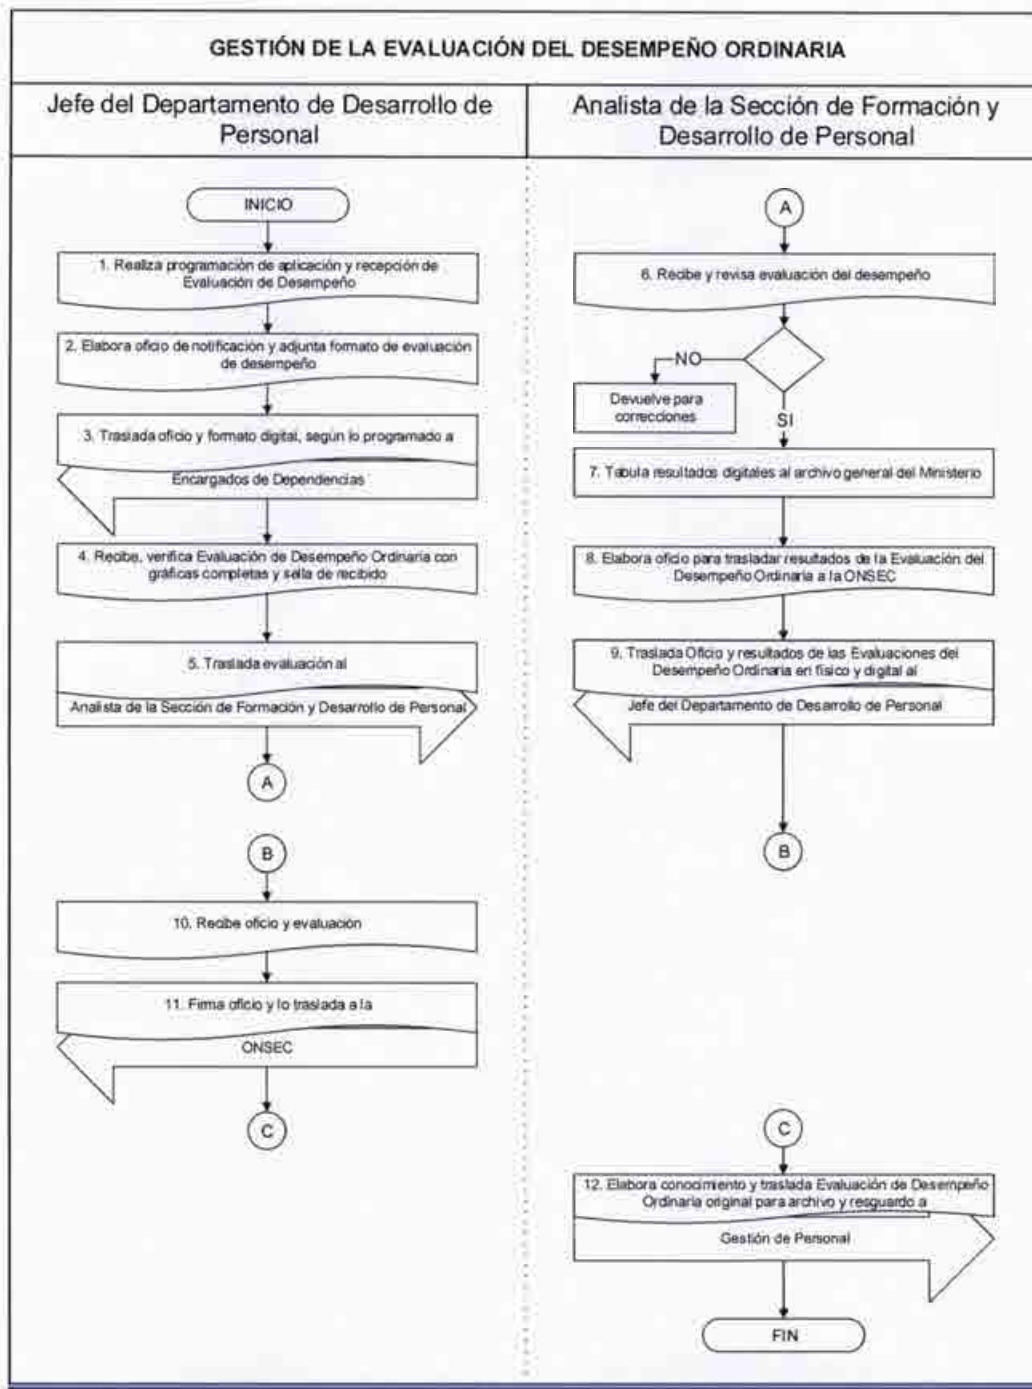 GESTIÓN DE LA EVALUACIÓN DEL DESEMPEÑO ORDINARIA
Jefe del Departamento de Desarrollo de
Personal
INICIO
1. Realiza programación de aplicación y recepción de
Evaluación de Desempeño
2. Elabora oficio de notificación y adjunta formato de evaluación
de desempeño
3. Traslada oficio y formato digital, según lo programado a
Encargados de Dependencias
4. Recibe, verifica Evaluación de Desempeño Ordinaria con
gráficas completas y sella de recibido
5. Traslada evaluación al
Analista de la Sección de Formación y Desarrollo de Personal
A
B
10. Recibe oficio y evaluación
11. Firma oficio y lo traslada a la
ONSEC
C
Analista de la Sección de Formación y
Desarrollo de Personal
A
6. Recibe y revisa evaluación del desempeño
NO
Devuelve para
correcciones
SI
7. Tabula resultados digitales al archivo general del Ministerio
8. Elabora oficio para trasladar resultados de la Evaluación del
Desempeño Ordinaria a la ONSEC
9. Traslada Oficio y resultados de las Evaluaciones del
Desempeño Ordinaria en físico y digital al
Jefe del Departamento de Desarrollo de Personal
B
C
12. Elabora conocimiento y traslada Evaluación de Desempeño
Ordinaria original para archivo y resguardo a
Gestión de Personal
FIN